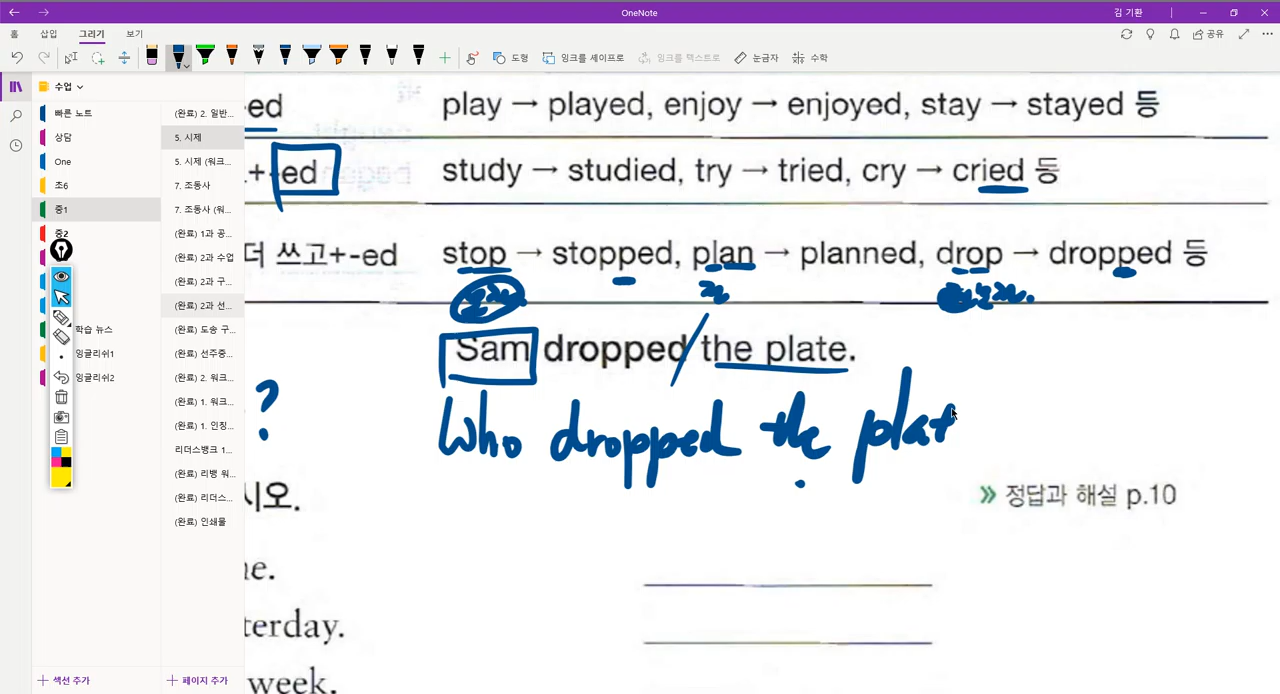 OneNote
김 기환
홈 삽입 그리기 보기
공유
도형 잉크를 셰이프로 잉크를 텍스트로 눈금자 수학
수업
빠른 노트
상담
One
초6
중1
중2
학습 뉴스
잉글리쉬1
잉글리쉬2
섹션 추가
(완료) 2. 일반...
5. 시제
5. 시제 (워크...
7. 조동사
7. 조동사 (워...
(완료) 1과 공...
(완료) 2과 수업
(완료) 2과 구...
(완료) 2과 선...
(완료) 도송 구...
(완료) 선주중...
(완료) 2. 워크...
(완료) 1. 워크...
(완료) 1. 인칭...
리더스뱅크 1...
(완료) 리뱅 워...
(완료) 리더스...
(완료) 인쇄물
페이지 추가
-ed play → played, enjoy → enjoyed, stay → stayed 등
+-ed study → studied, try → tried, cry → cried 등
더 쓰고+-ed stop → stopped, plan → planned, drop → dropped 등
Sam dropped the plate.
?
Who dropped the plat
시오.
» 정답과 해설 p.10
ne.
terday.
week.